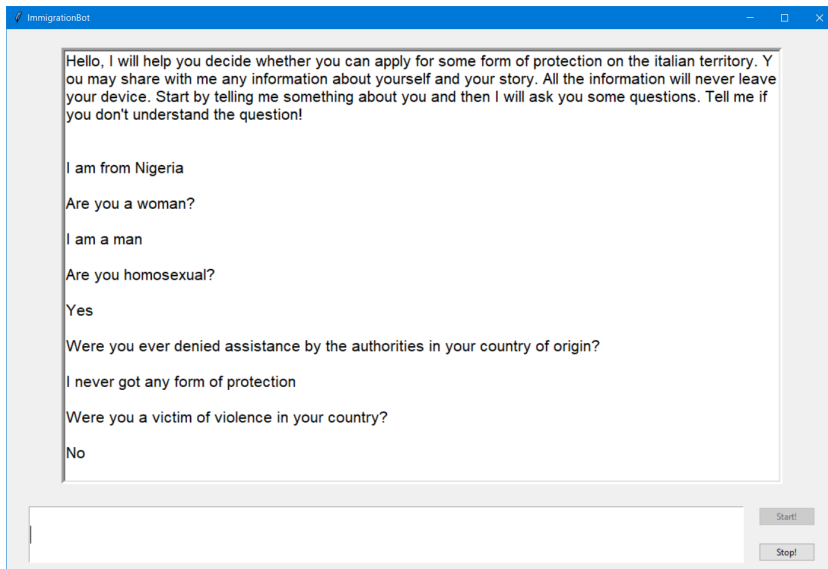 ImmigrationBot
Hello, I will help you decide whether you can apply for some form of protection on the italian territory. Y
ou may share with me any information about yourself and your story. All the information will never leave
your device. Start by telling me something about you and then I will ask you some questions. Tell me if
you don't understand the question!
I am from Nigeria
Are you a woman?
I am a man
Are you homosexual?
Yes
Were you ever denied assistance by the authorities in your country of origin?
I never got any form of protection
Were you a victim of violence in your country?
No
Start!
Stop!